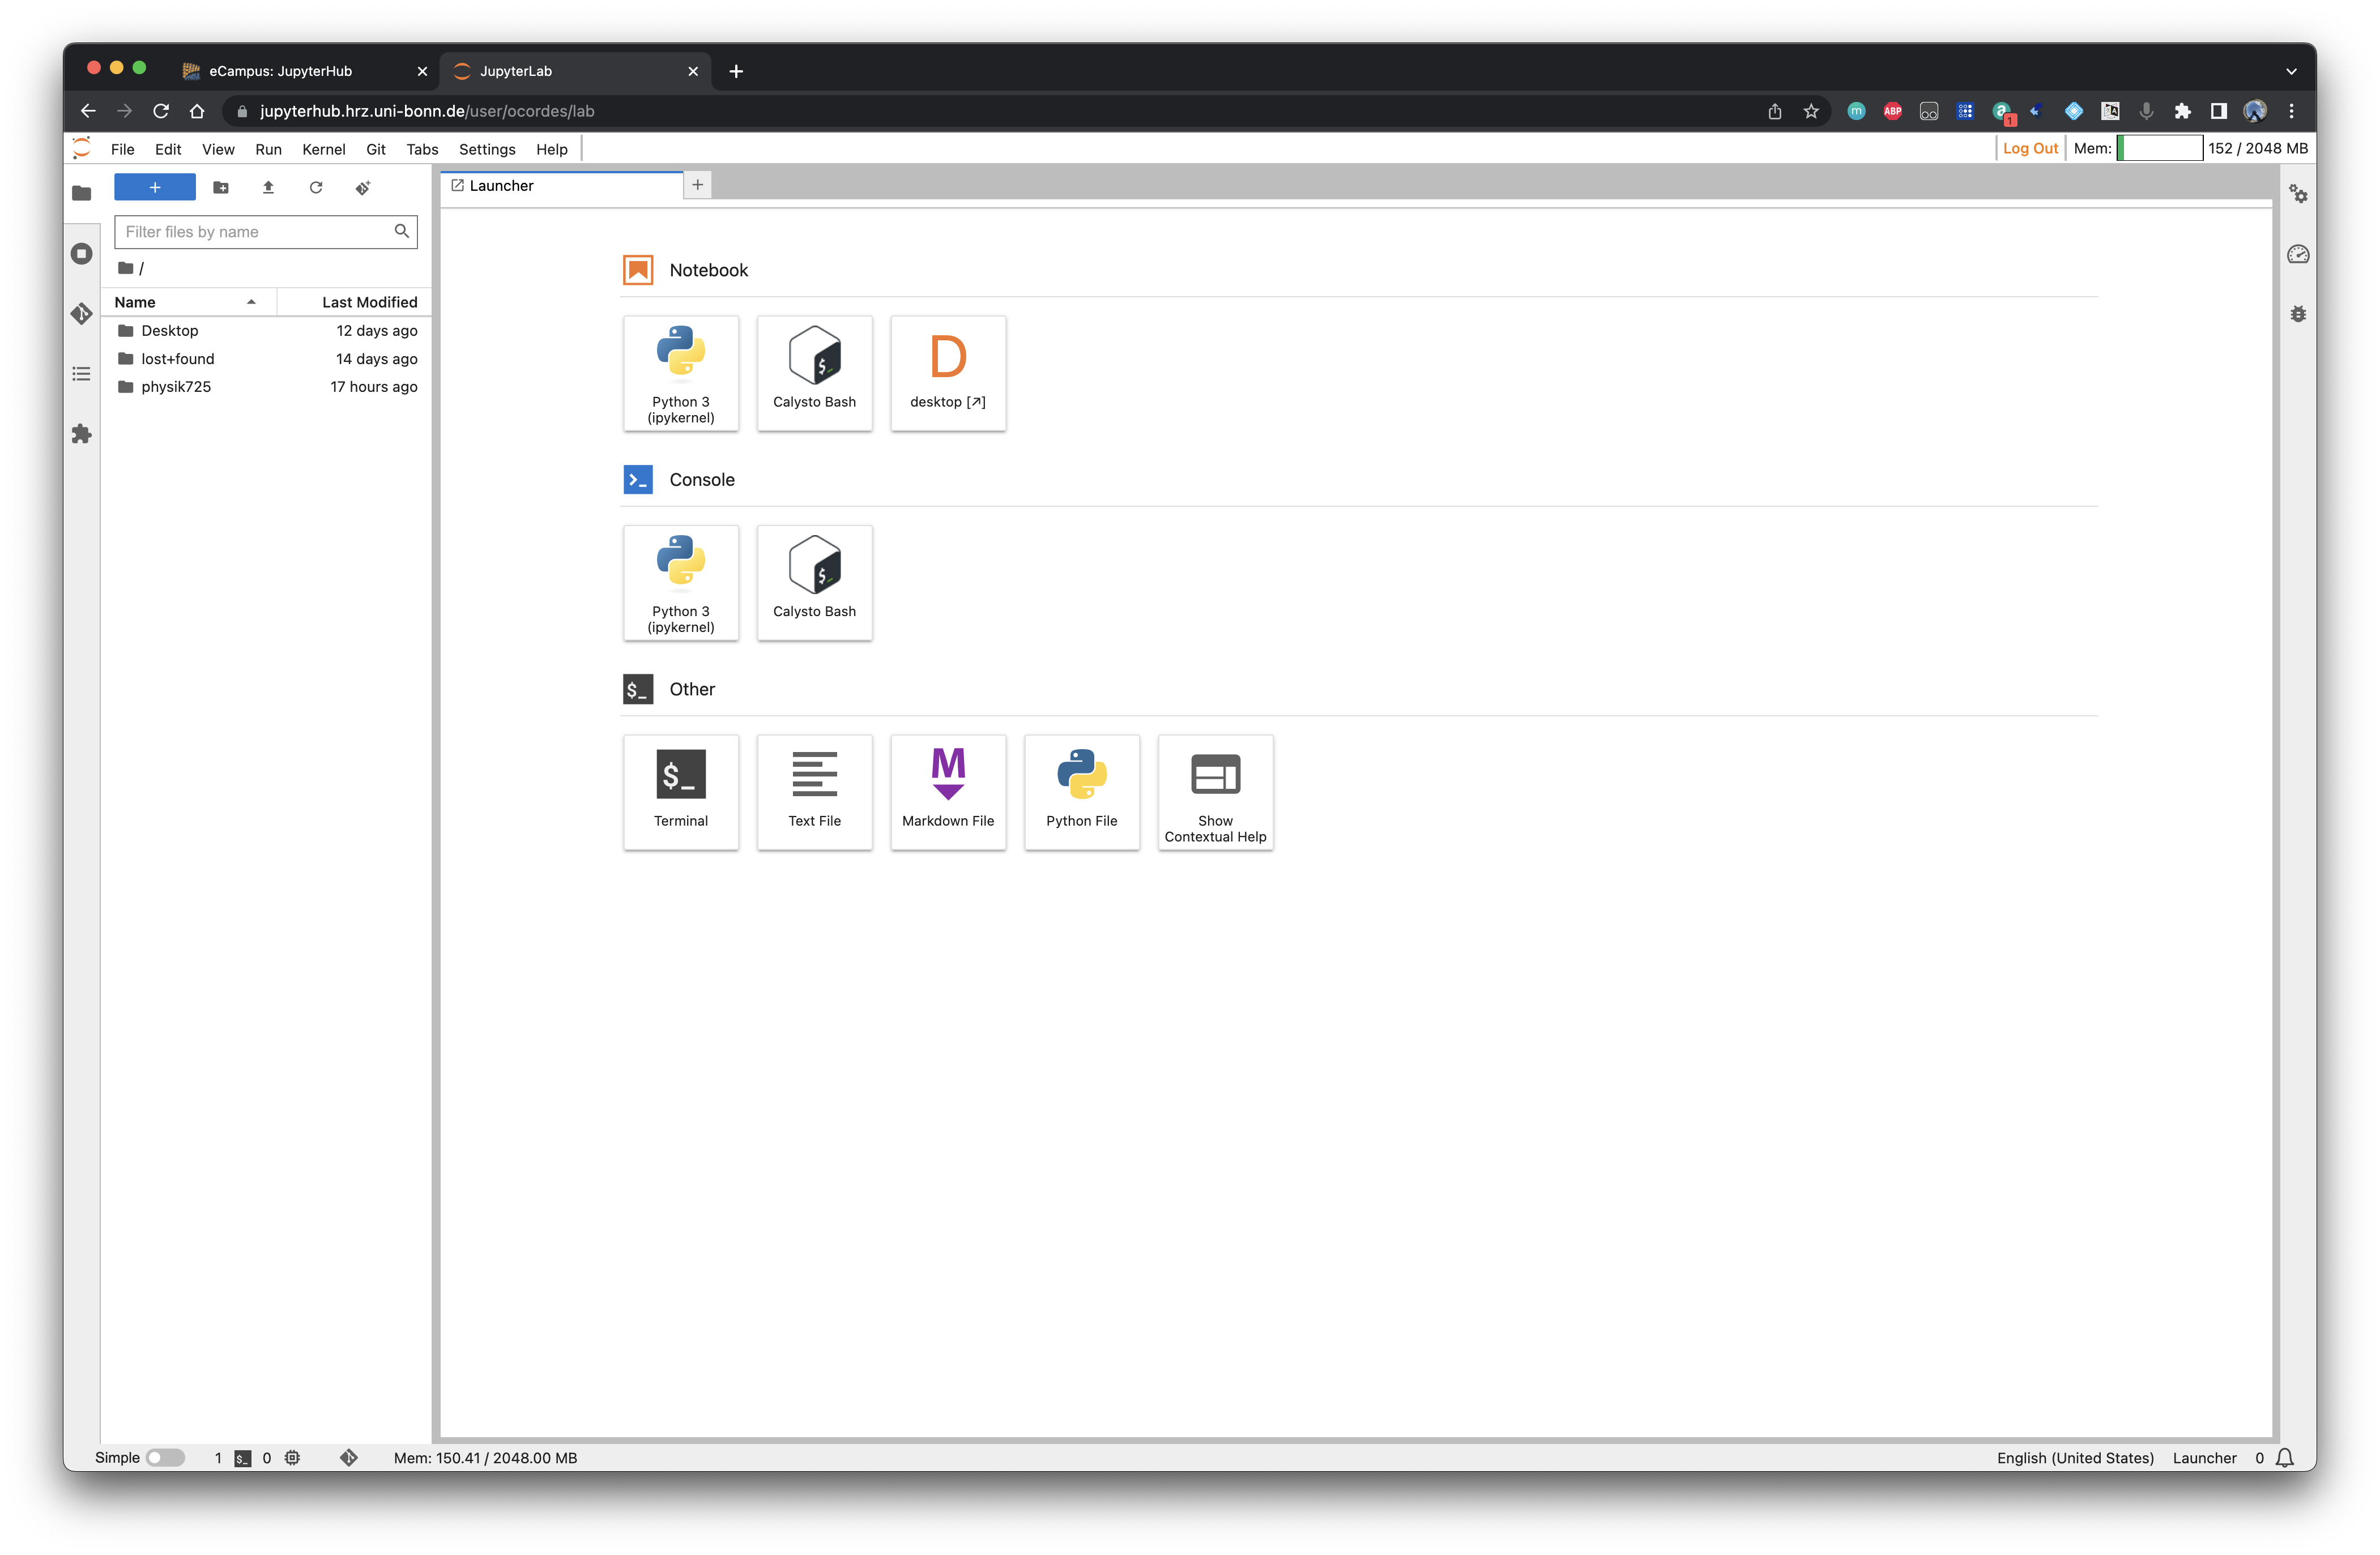 eCampus: JupyterHub
JupyterLab
jupyterhub.hrz.uni-bonn.de/user/ocordes/lab
m
ABP
a
1
File Edit View Run Kernel Git Tabs Settings Help
Log Out Mem: 152 / 2048 MB
+
Launcher
Filter files by name
/
Name Last Modified
Desktop 12 days ago
lost+found 14 days ago
physik725 17 hours ago
Notebook
Python 3
(ipykernel)
$_
Calysto Bash
D
desktop [↗]
>_ Console
Python 3
(ipykernel)
$_
Calysto Bash
$_ Other
$_
Terminal
Text File
M
Markdown File
Python File
Show
Contextual Help
Simple 1 $_ 0 Mem: 150.41 / 2048.00 MB
English (United States) Launcher 0